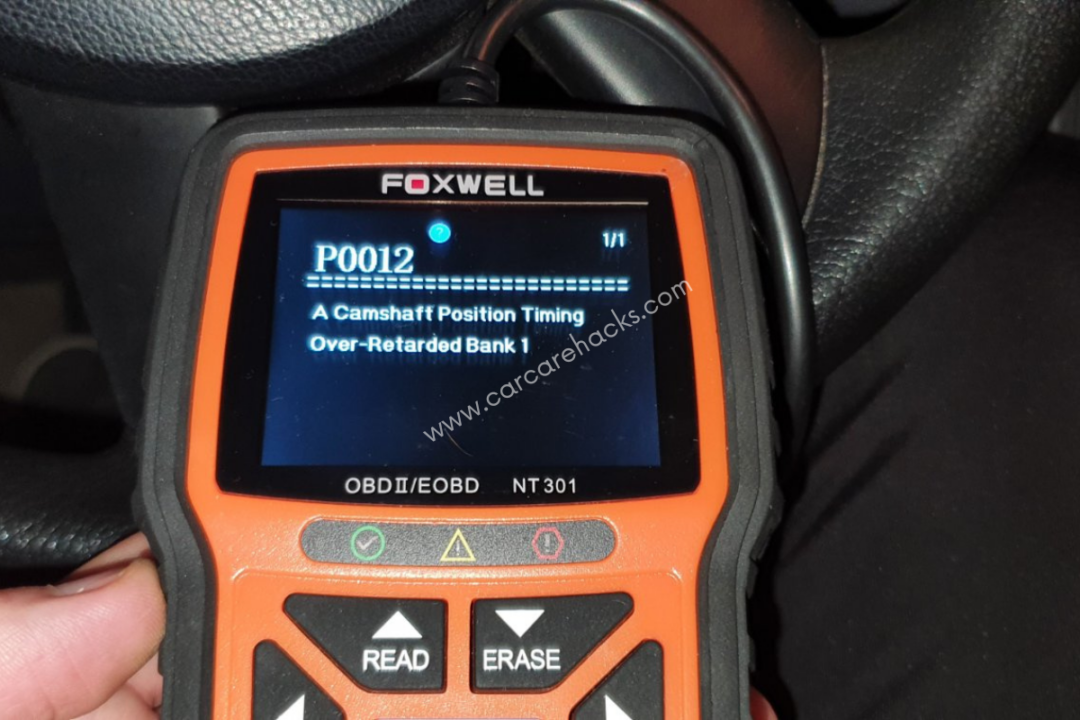 FOXWELL
?
1/1
P0012
=========================
A Camshaft Position Timing
Over-Retarded Bank 1
www.carcarehacks.com
OBDII/EOBD NT301
READ ERASE